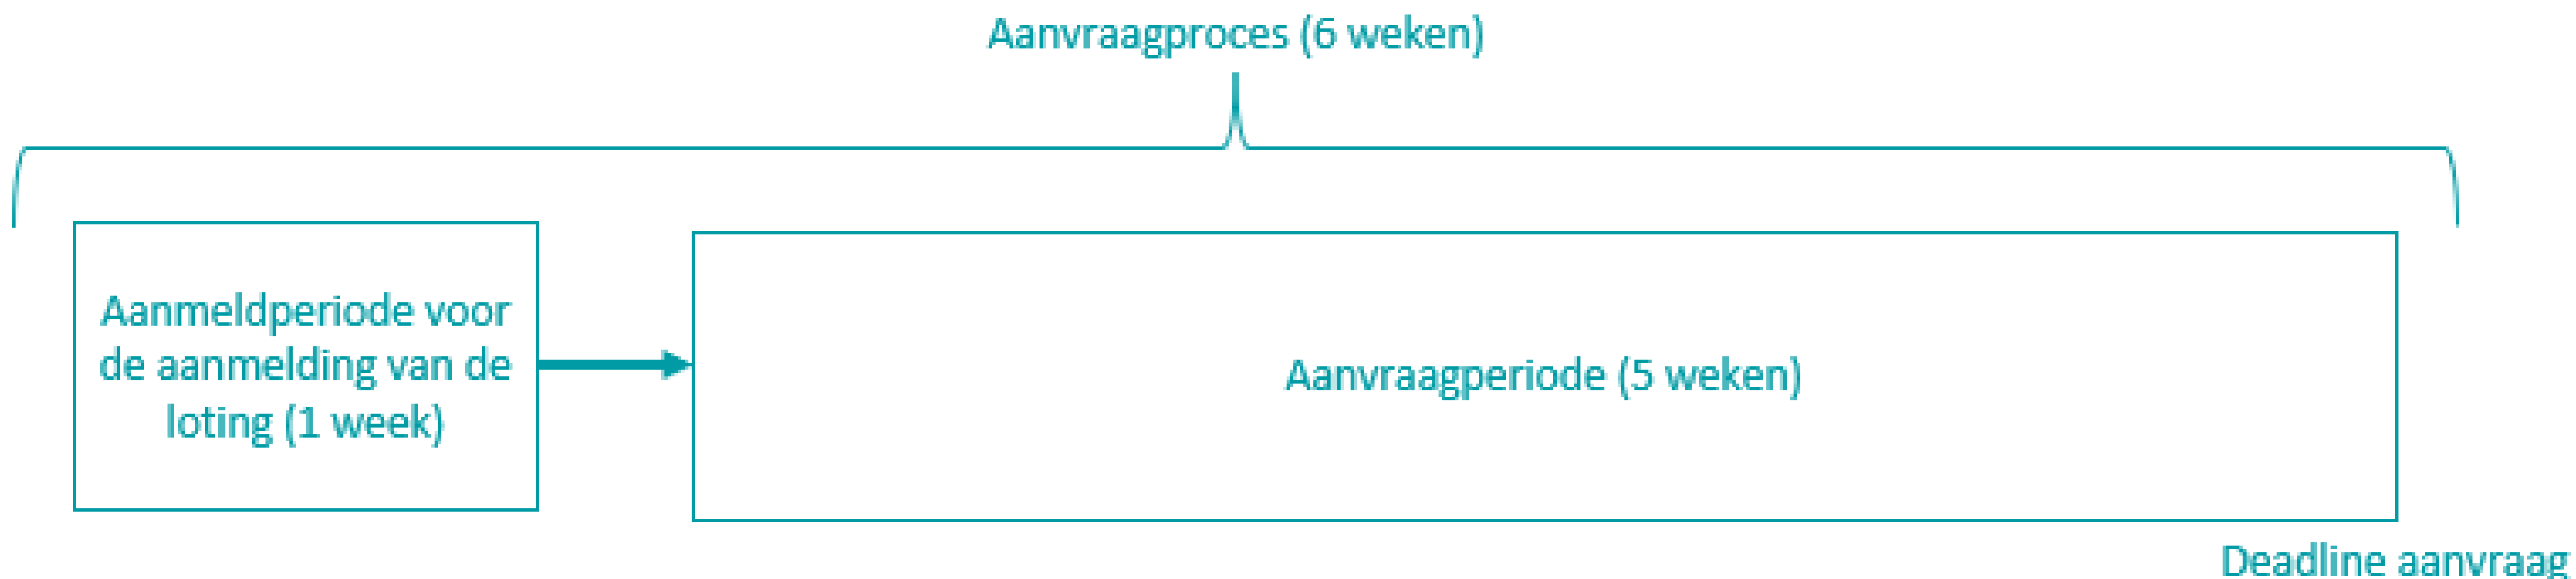 Aanvraagproces (6 weken)
Aanmeldperiode voor
de aanmelding van de
loting (1 week)
Aanvraagperiode (5 weken)
Deadline aanvraag